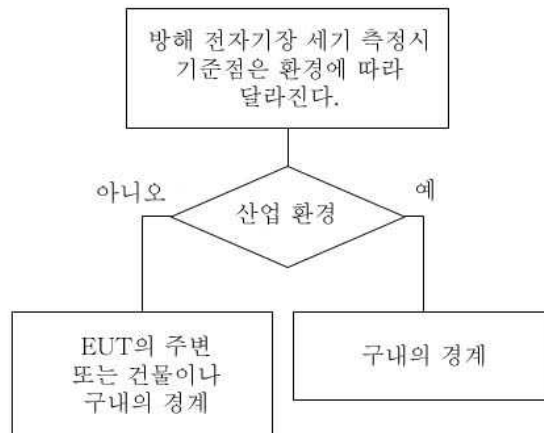 방해 전자기장 세기 측정시
기준점은 환경에 따라
달라진다.
아니오
예
산업 환경
EUT의 주변
또는 건물이나
구내의 경계
구내의 경계